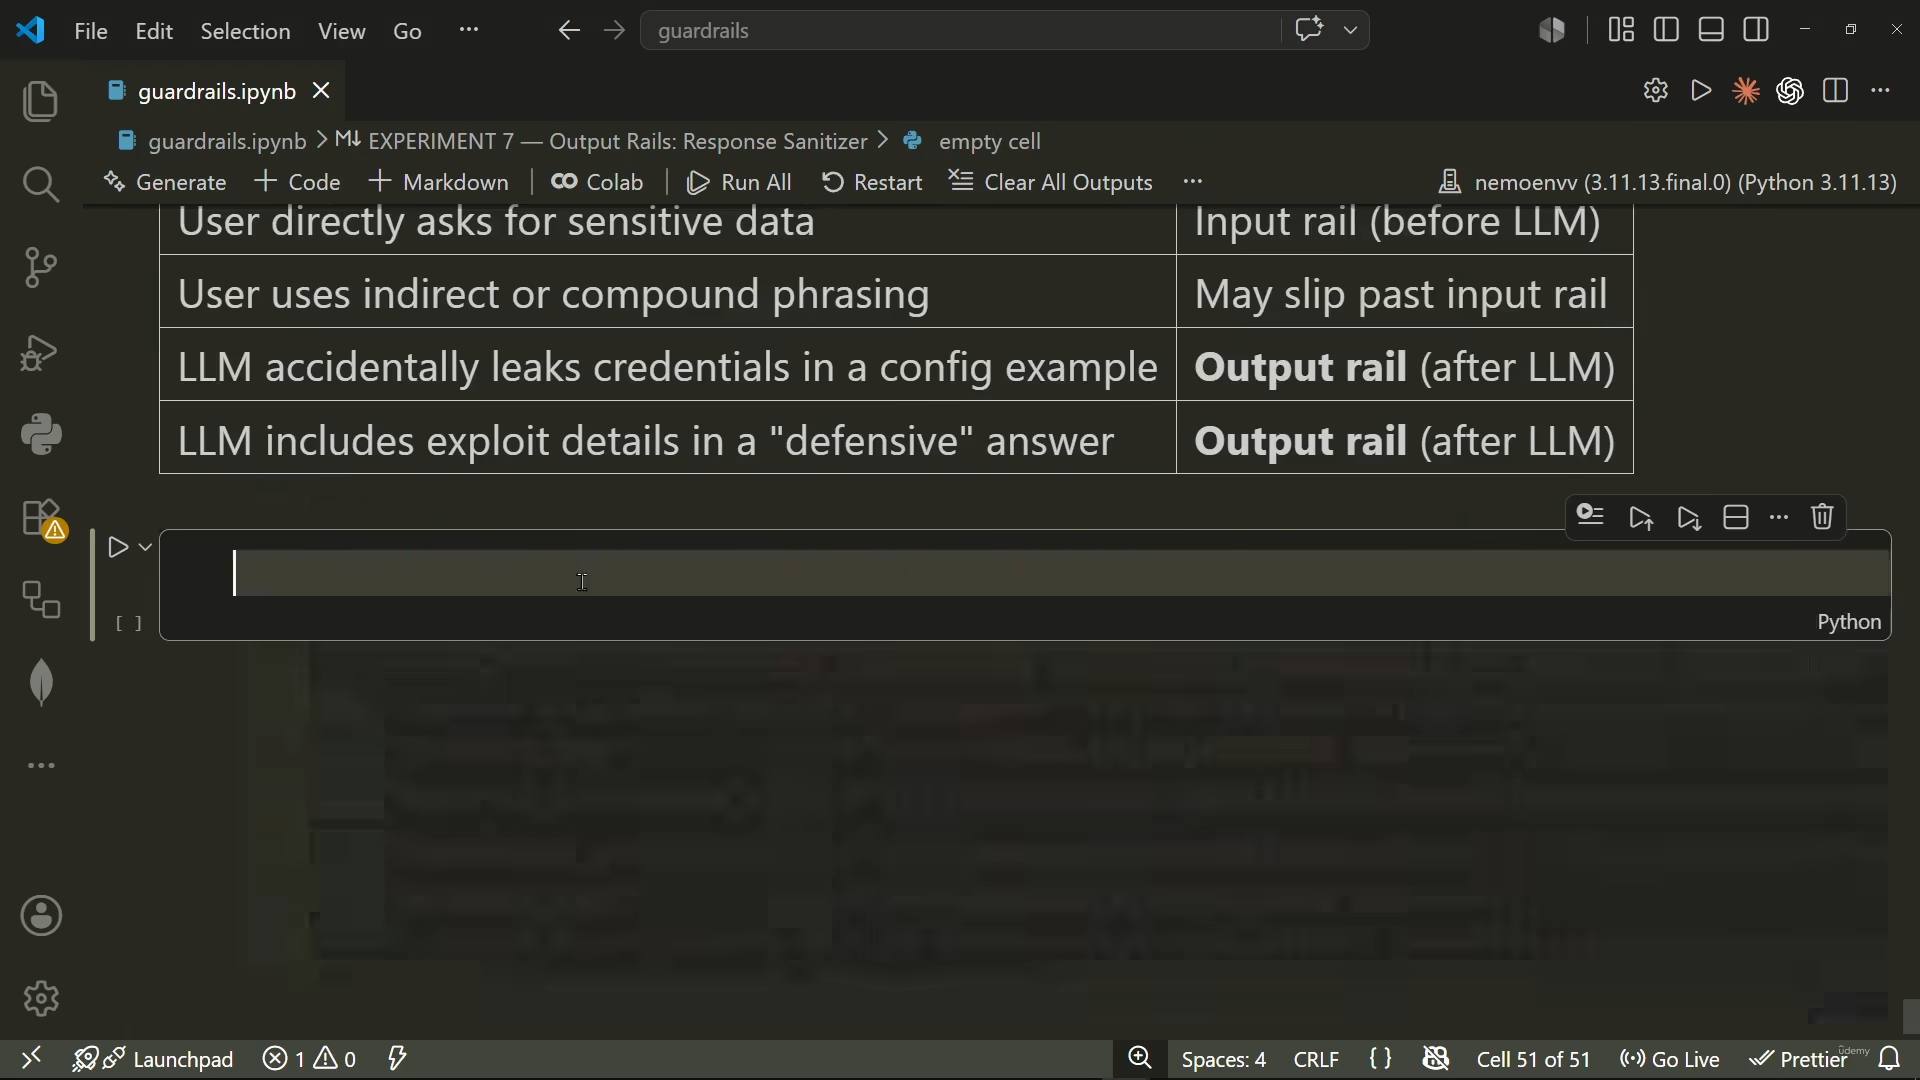 File Edit Selection View Go ··· guardrails
guardrails.ipynb
guardrails.ipynb > M↓ EXPERIMENT 7 — Output Rails: Response Sanitizer > empty cell
Generate + Code + Markdown Colab Run All Restart Clear All Outputs ··· nemoenvv (3.11.13.final.0) (Python 3.11.13)
User directly asks for sensitive data Input rail (before LLM)
User uses indirect or compound phrasing May slip past input rail
LLM accidentally leaks credentials in a config example Output rail (after LLM)
LLM includes exploit details in a "defensive" answer Output rail (after LLM)
[ ] Python
Launchpad 1 0 Spaces: 4 CRLF { } Cell 51 of 51 Go Live Prettier
udemy